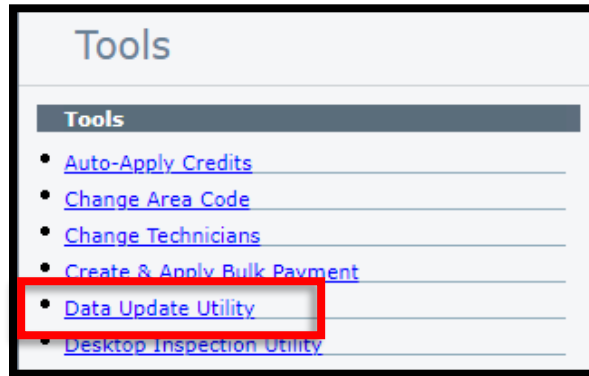 Tools
Tools
Auto-Apply Credits
Change Area Code
Change Technicians
Create & Apply Bulk Payment
Data Update Utility
Desktop Inspection Utility